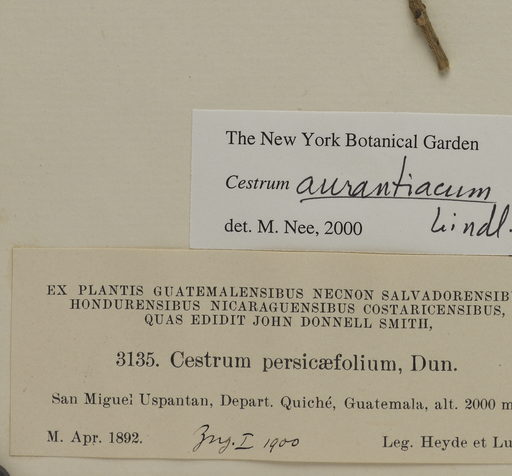 The New York Botanical Garden
Cestrum aurantiacum
det. M. Nee, 2000 Lindl.
EX PLANTIS GUATEMALENSIBUS NECNON SALVADORENSIBU
HONDURENSIBUS NICARAGUENSIBUS COSTARICENSIBUS,
QUAS EDIDIT JOHN DONNELL SMITH,
3135. Cestrum persicæfolium, Dun.
San Miguel Uspantan, Depart. Quiché, Guatemala, alt. 2000 m
M. Apr. 1892. I 1900 Leg. Heyde et Lu